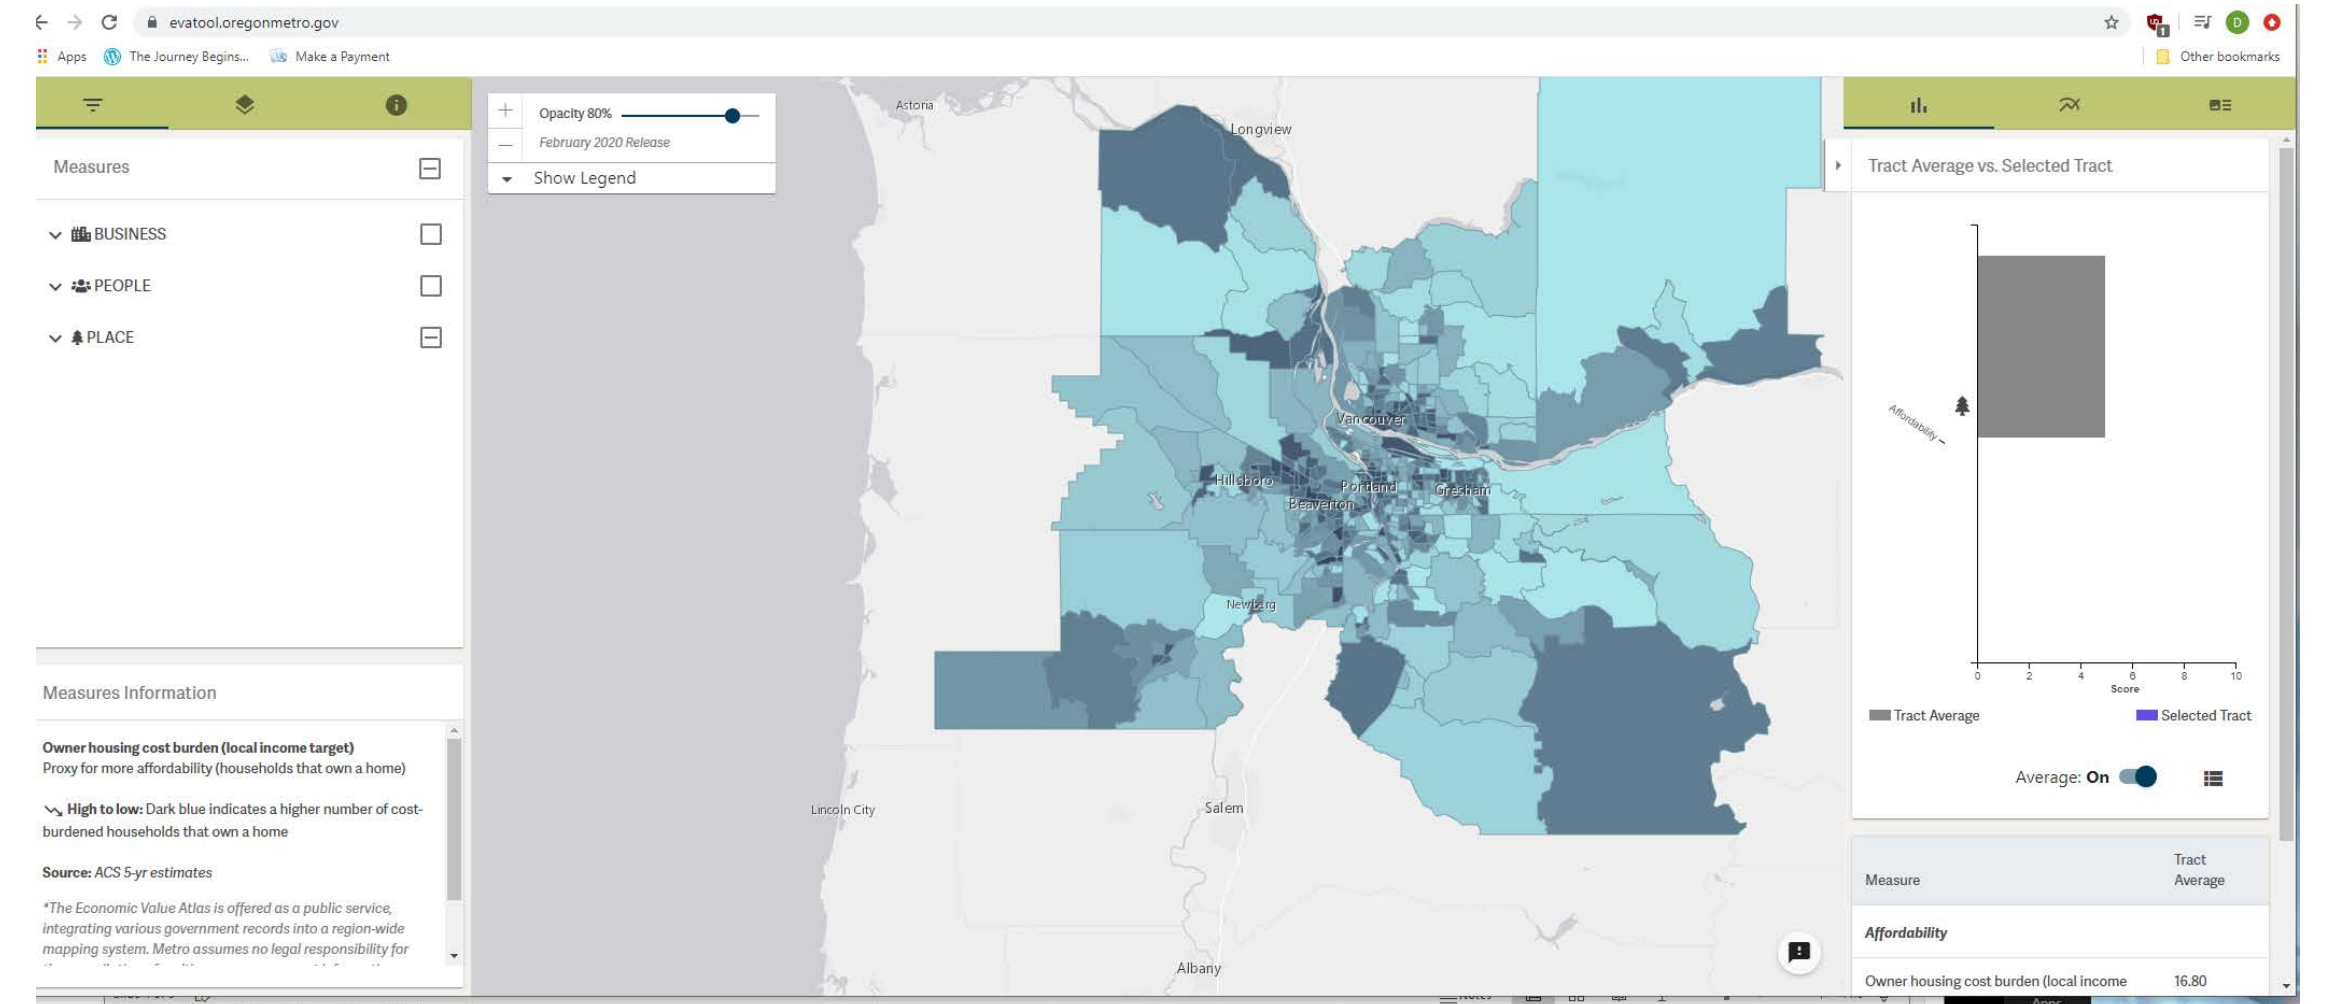 evatool.oregonmetro.gov
1
D
Apps
The Journey Begins...
Make a Payment
Other bookmarks
Measures
BUSINESS
PEOPLE
PLACE
Measures Information
Owner housing cost burden (local income target)
Proxy for more affordability (households that own a home)
High to low: Dark blue indicates a higher number of cost-
burdened households that own a home
Source: ACS 5-yr estimates
*The Economic Value Atlas is offered as a public service,
integrating various government records into a region-wide
mapping system. Metro assumes no legal responsibility for
Opacity 80%
February 2020 Release
Show Legend
Astoria
Longview
Vancouver
Hillsboro
Portland
Gresham
Beaverton
Newberg
Lincoln City
Salem
Albany
Tract Average vs. Selected Tract
Affordability
0 2 4 6 8 10
Score
Tract Average
Selected Tract
Average: On
Measure
Tract
Average
Affordability
Owner housing cost burden (local income
16.80